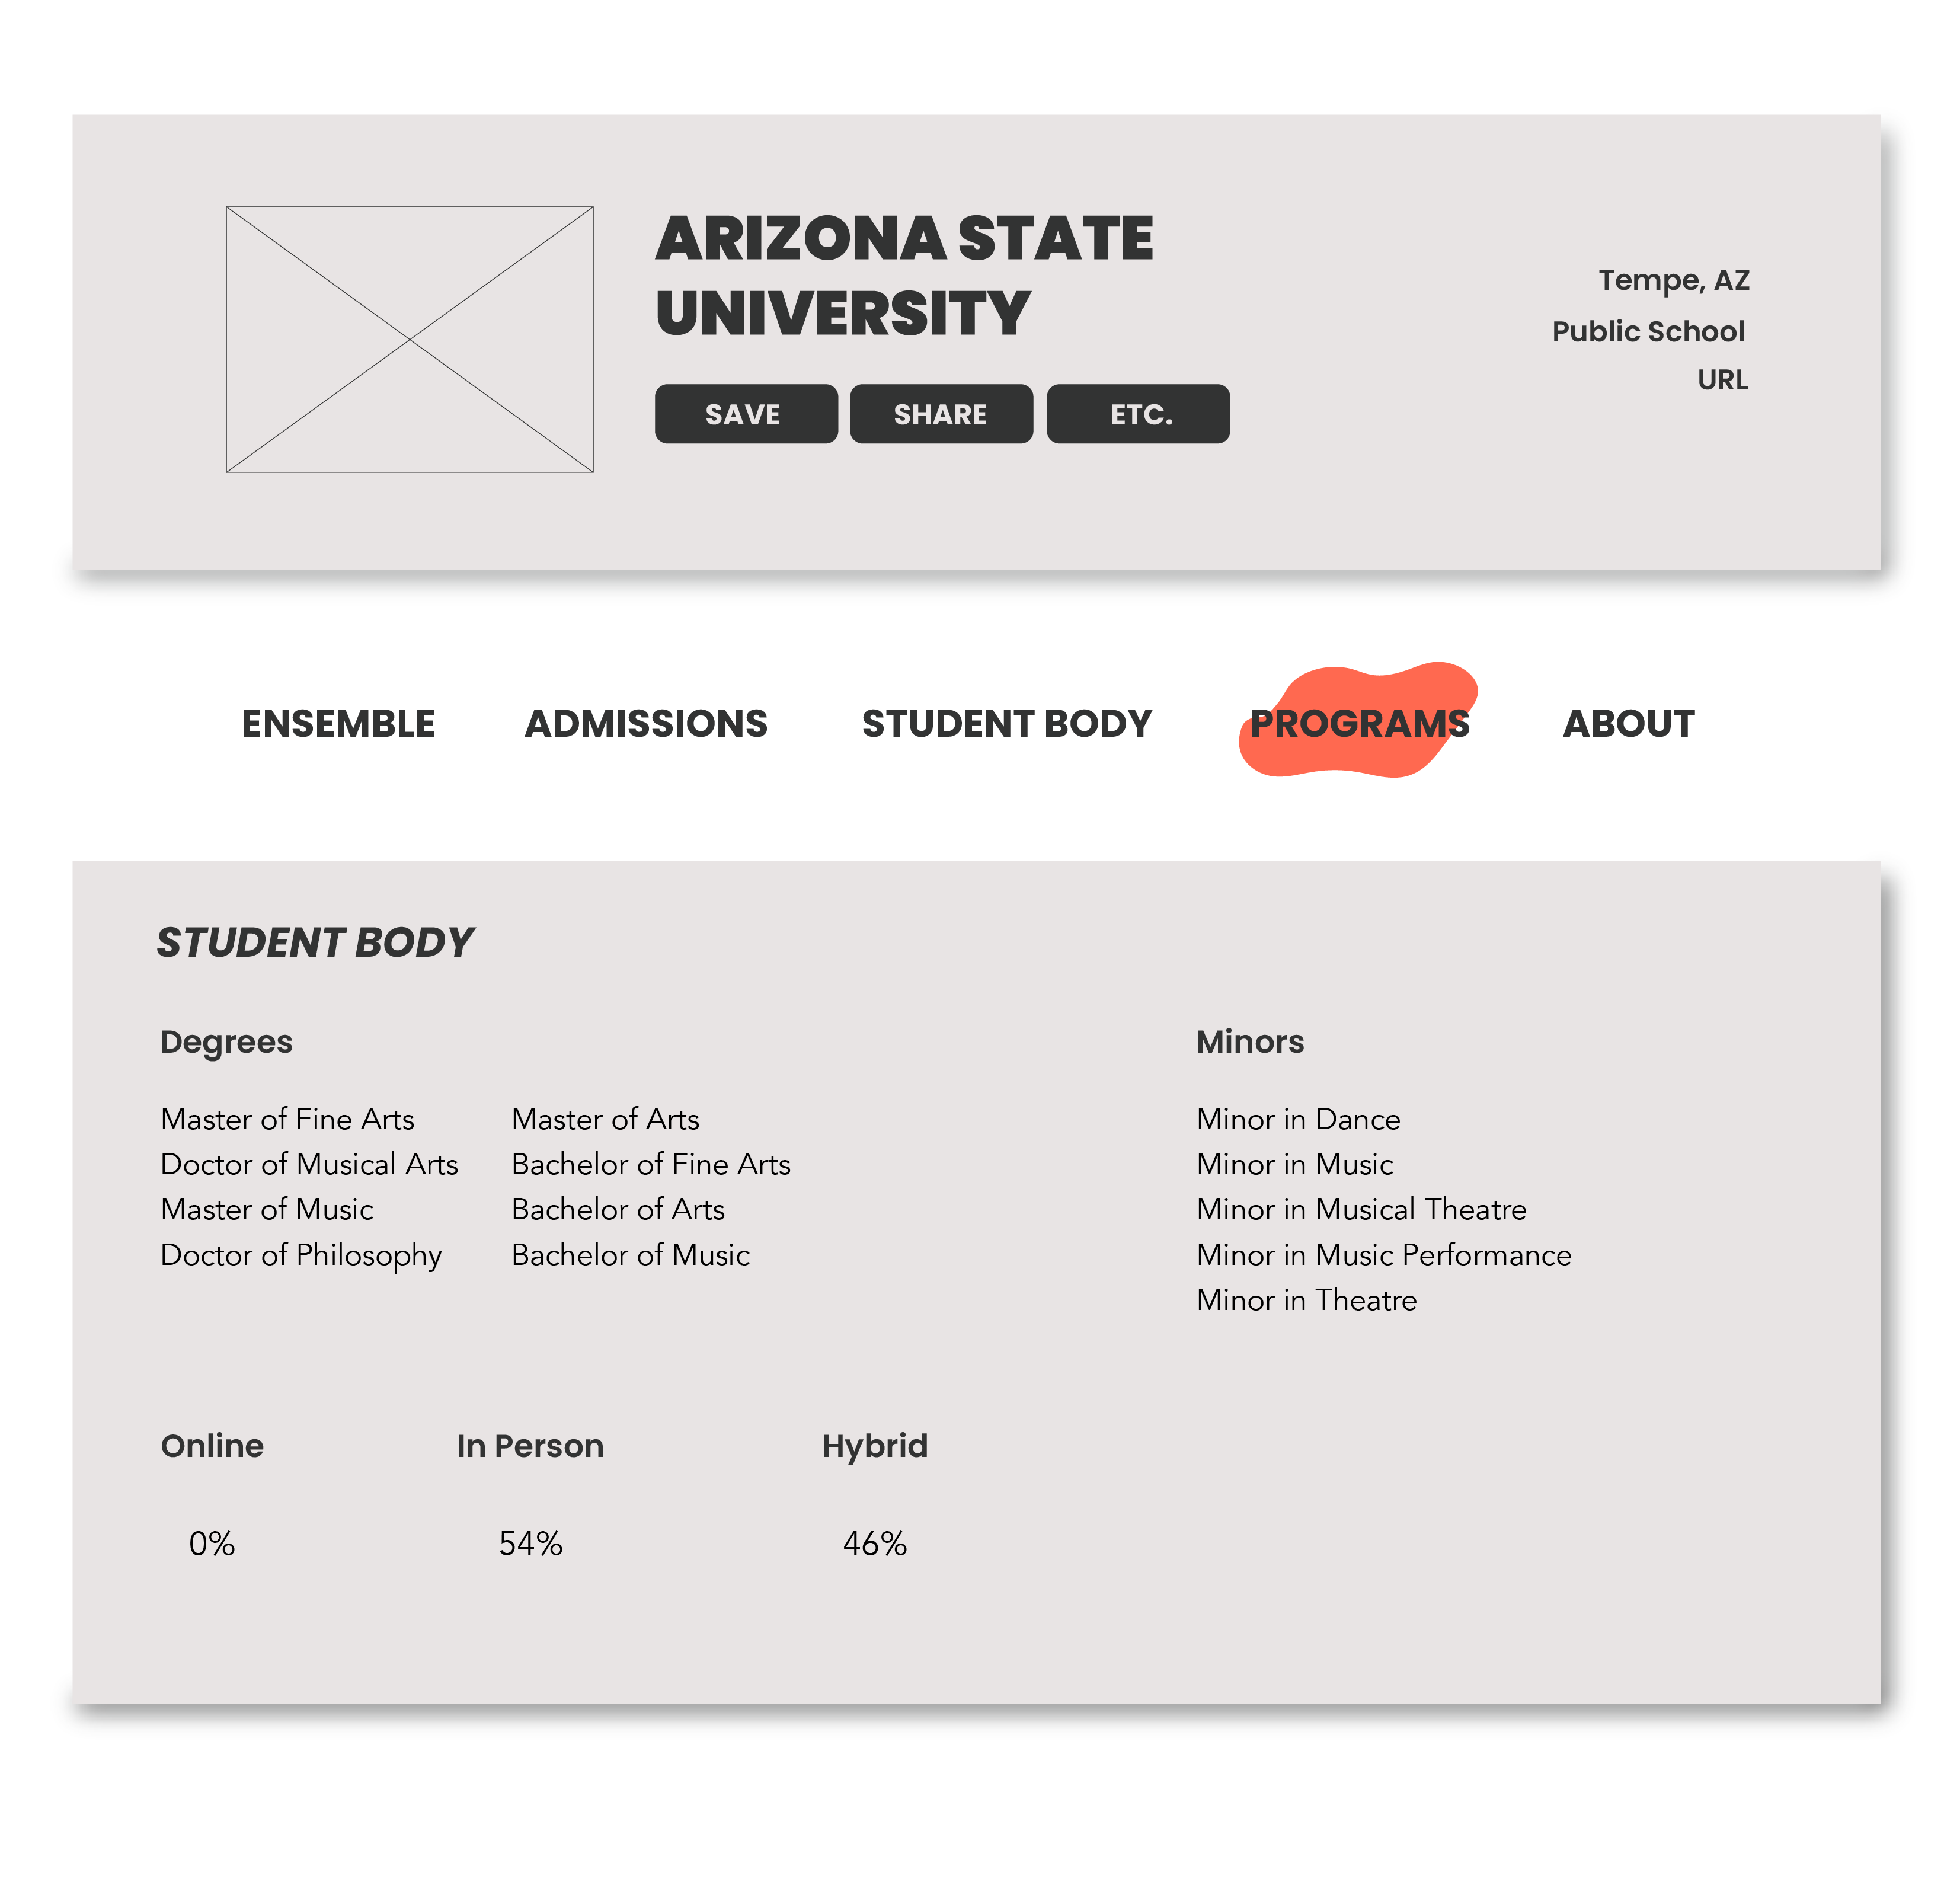 ARIZONA STATE
UNIVERSITY
SAVE
SHARE
ETC.
Tempe, AZ
Public School
URL
ENSEMBLE
ADMISSIONS
STUDENT BODY
PROGRAMS
ABOUT
STUDENT BODY
Degrees
Master of Fine Arts
Doctor of Musical Arts
Master of Music
Doctor of Philosophy
Master of Arts
Bachelor of Fine Arts
Bachelor of Arts
Bachelor of Music
Minors
Minor in Dance
Minor in Music
Minor in Musical Theatre
Minor in Music Performance
Minor in Theatre
Online
0%
In Person
54%
Hybrid
46%